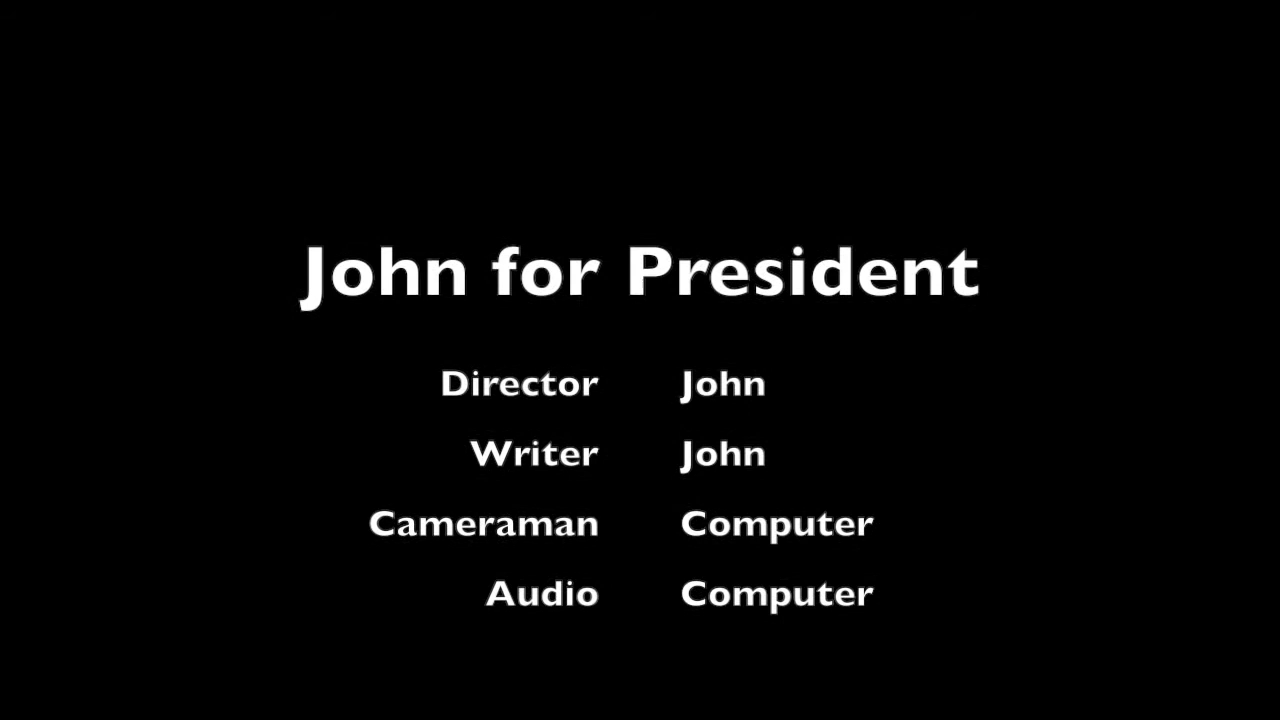 John for President
Director John
Writer John
Cameraman Computer
Audio Computer